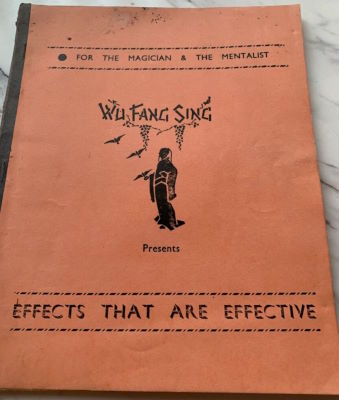 ● FOR THE MAGICIAN & THE MENTALIST
WU FANG SING
Presents
EFFECTS THAT ARE EFFECTIVE